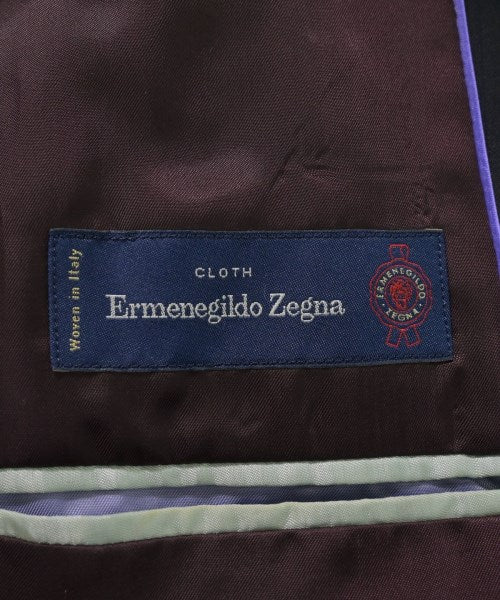 Woven in Italy
CLOTH
Ermenegildo Zegna
ERMENEGILDO
ZEGNA